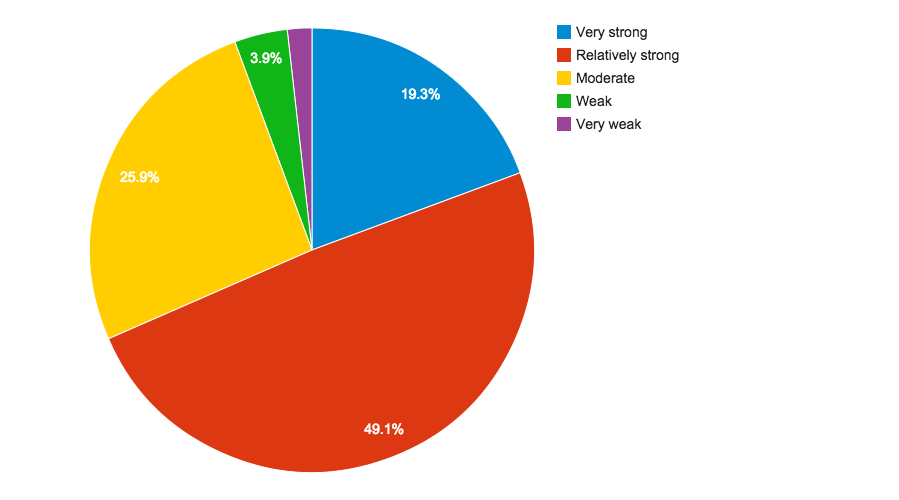 Very strong
Relatively strong
Moderate
Weak
Very weak
3.9%
19.3%
25.9%
49.1%